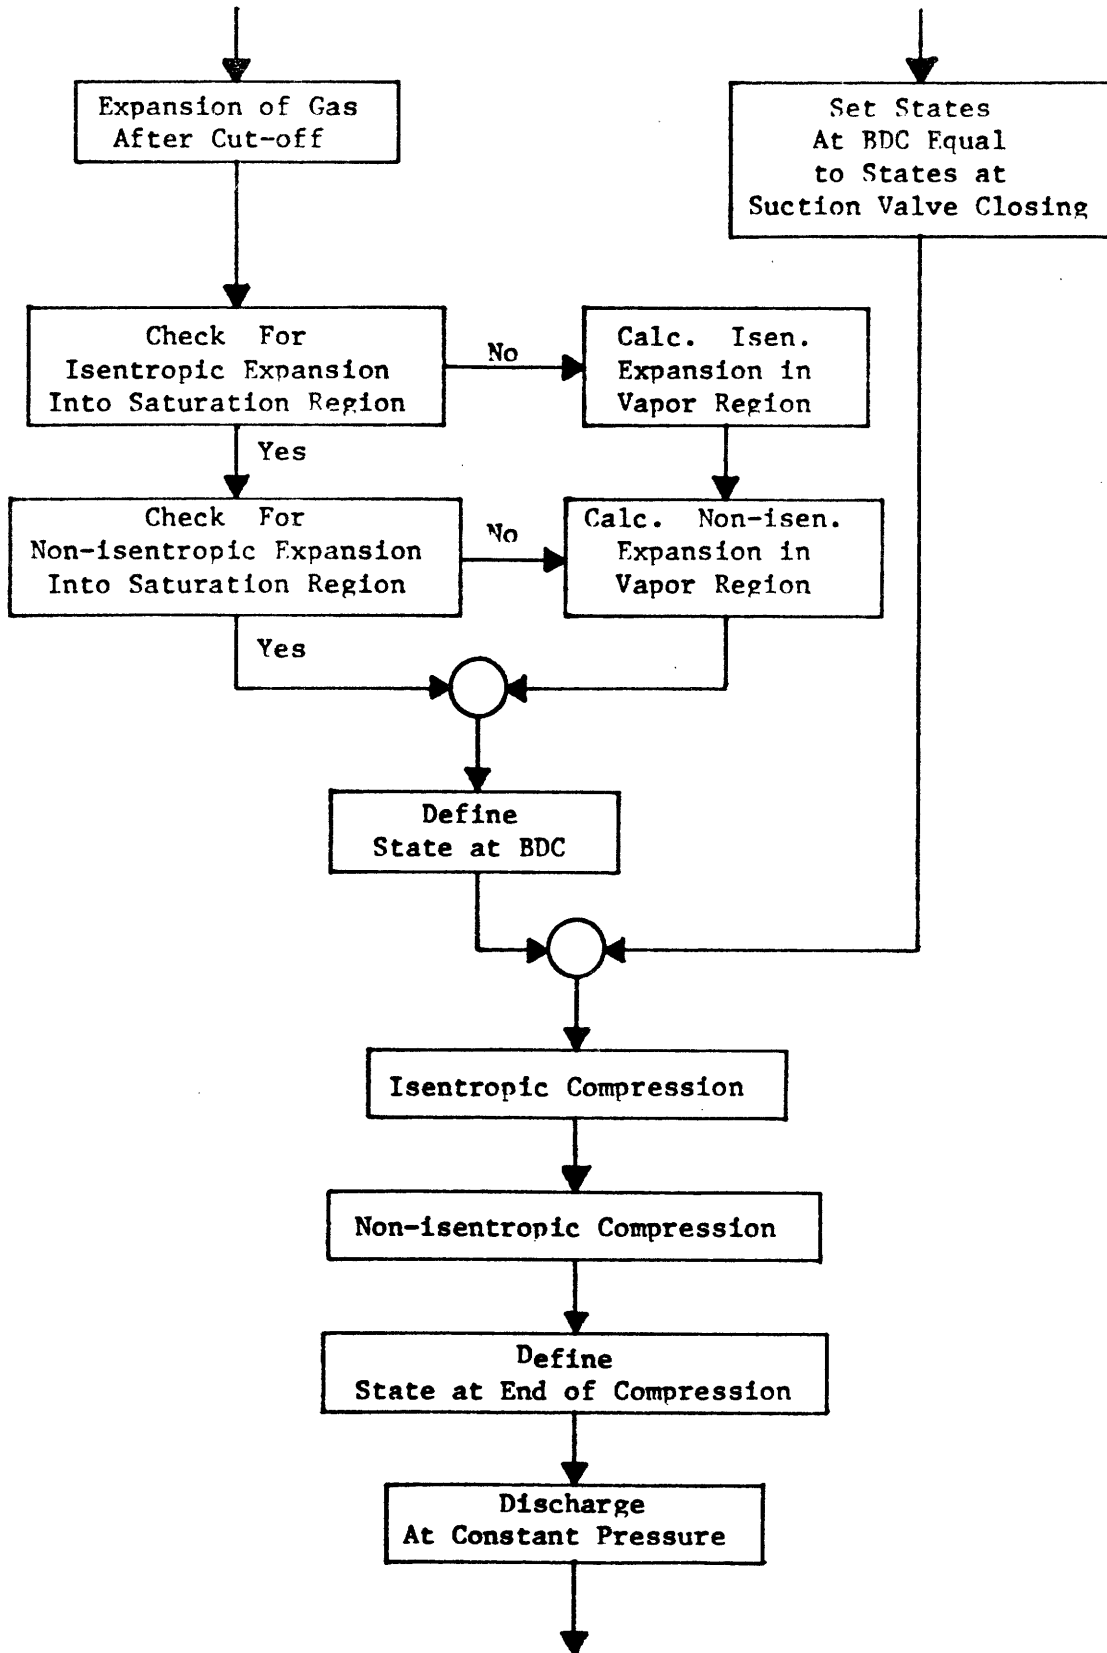 Expansion of Gas
After Cut-off
Set States
At BDC Equal
to States at
Suction Valve Closing
Check For
Isentropic Expansion
Into Saturation Region
No
Calc. Isen.
Expansion in
Vapor Region
Yes
Check For
Non-isentropic Expansion
Into Saturation Region
No
Calc. Non-isen.
Expansion in
Vapor Region
Yes
Define
State at BDC
Isentropic Compression
Non-isentropic Compression
Define
State at End of Compression
Discharge
At Constant Pressure